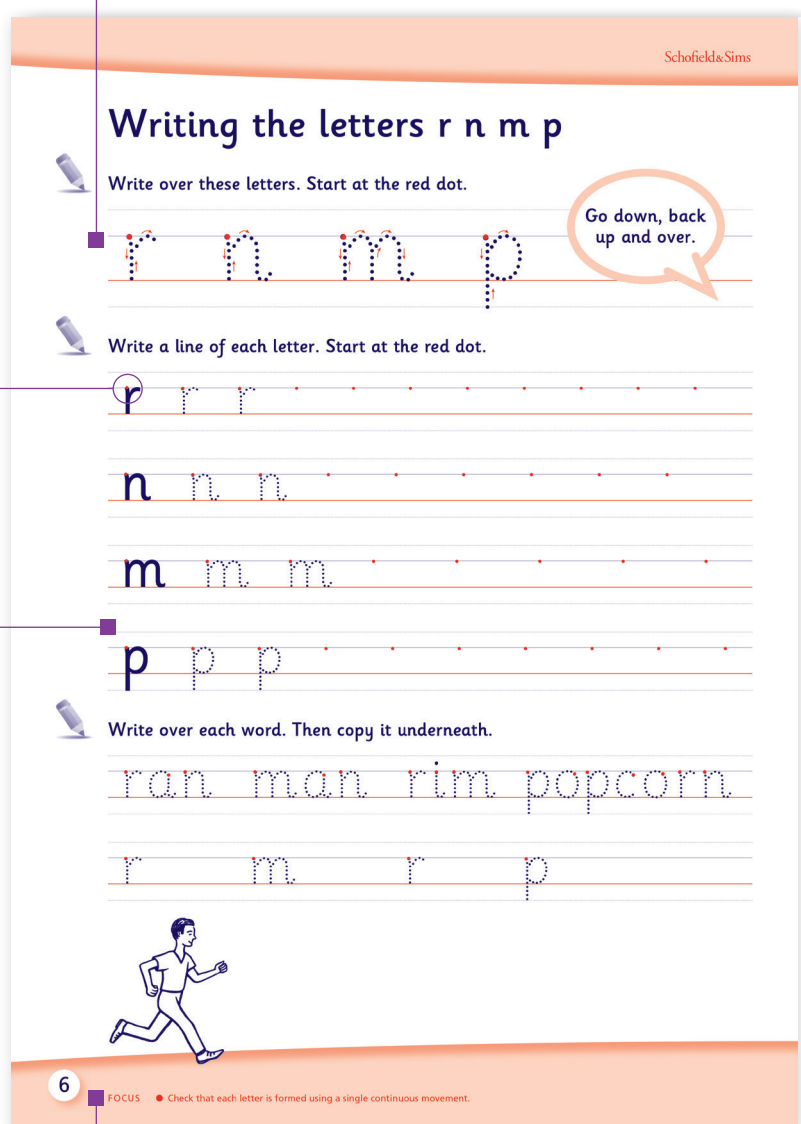 Schofield&Sims
Writing the letters r n m p
Write over these letters. Start at the red dot.
Go down, back
up and over.
r n m p
Write a line of each letter. Start at the red dot.
r r r
n n n
m m m
p p p
Write over each word. Then copy it underneath.
ran man rim popcorn
r m r p
6
FOCUS ● Check that each letter is formed using a single continuous movement.